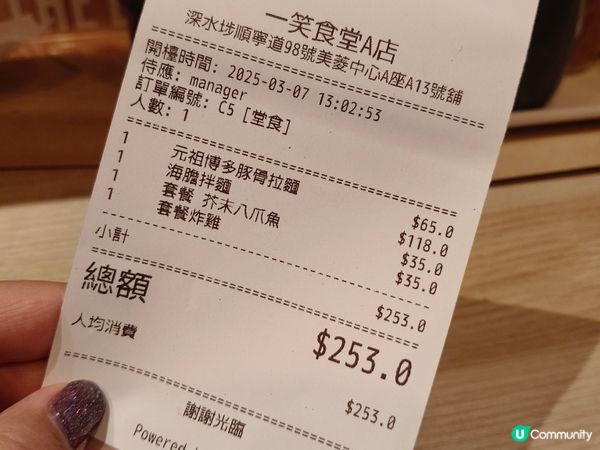 一笑食堂A店
深水埗順寧道98號美菱中心A座A13號舖
開檯時間: 2025-03-07 13:02:53
侍應: manager
訂單編號: C5 [堂食]
人數: 1
1 元祖博多豚骨拉麵 $65.0
1 海膽拌麵 $118.0
1 套餐 芥末八爪魚 $35.0
1 套餐炸雞 $35.0
小計 $253.0
總額 $253.0
人均消費 $253.0
謝謝光臨
Powered
U Community